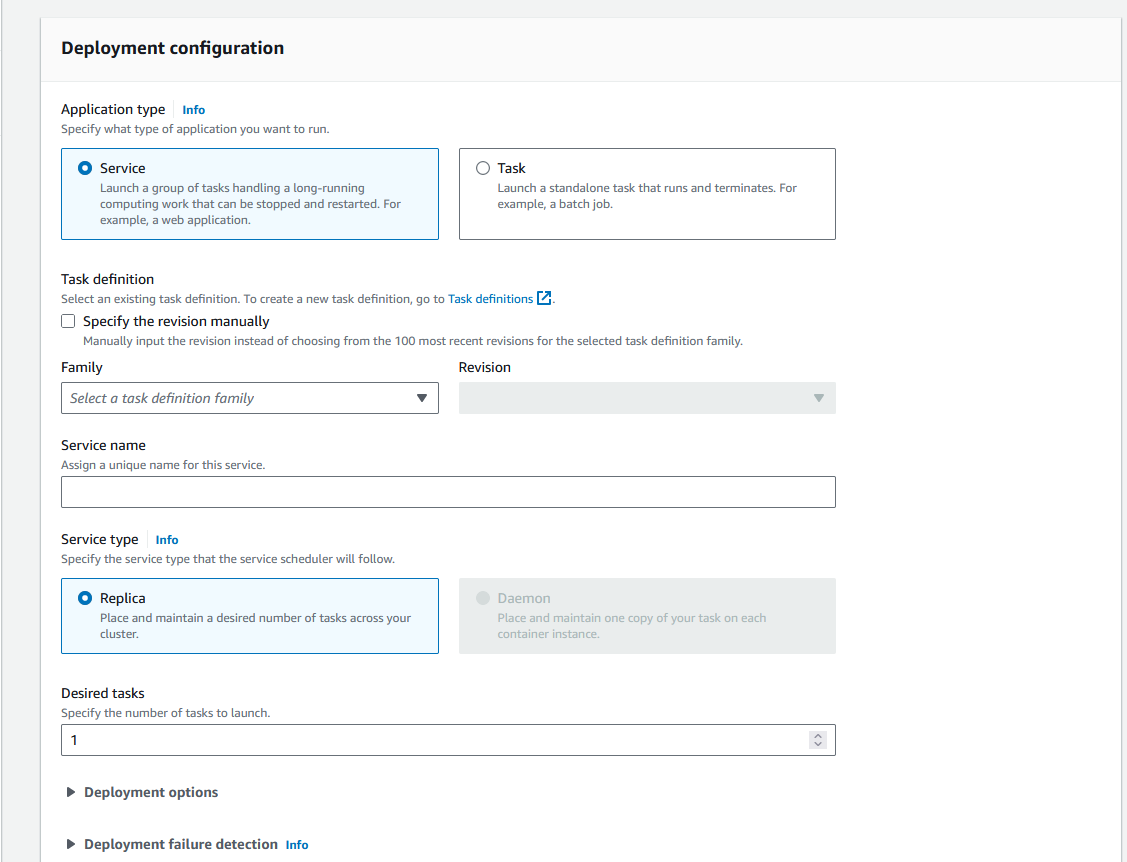 Deployment configuration
Application type Info
Specify what type of application you want to run.
Service
Launch a group of tasks handling a long-running
computing work that can be stopped and restarted. For
example, a web application.
Task
Launch a standalone task that runs and terminates. For
example, a batch job.
Task definition
Select an existing task definition. To create a new task definition, go to Task definitions.
Specify the revision manually
Manually input the revision instead of choosing from the 100 most recent revisions for the selected task definition family.
Family
Select a task definition family
Revision
Service name
Assign a unique name for this service.
Service type Info
Specify the service type that the service scheduler will follow.
Replica
Place and maintain a desired number of tasks across your
cluster.
Daemon
Place and maintain one copy of your task on each
container instance.
Desired tasks
Specify the number of tasks to launch.
1
Deployment options
Deployment failure detection Info